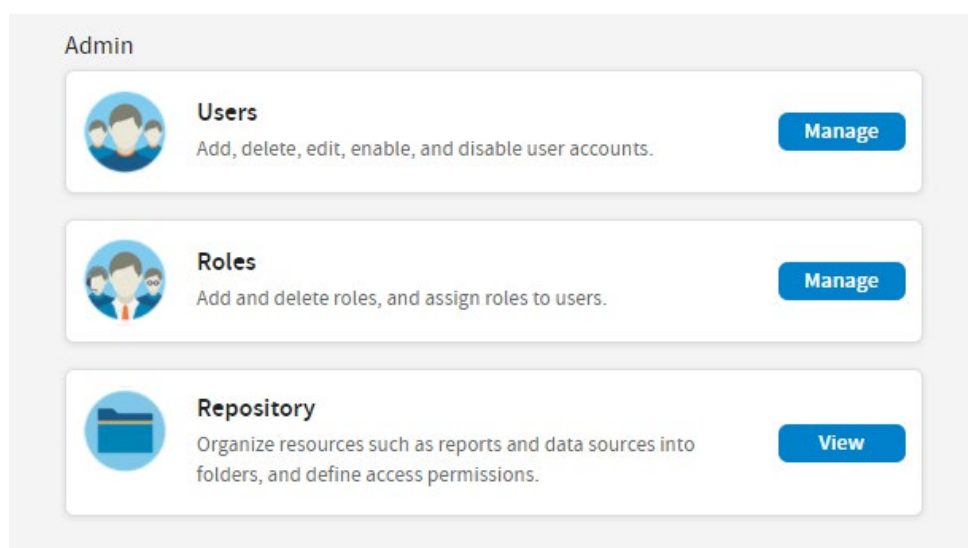 Admin
Users
Add, delete, edit, enable, and disable user accounts.
Manage
Roles
Add and delete roles, and assign roles to users.
Manage
Repository
Organize resources such as reports and data sources into
folders, and define access permissions.
View